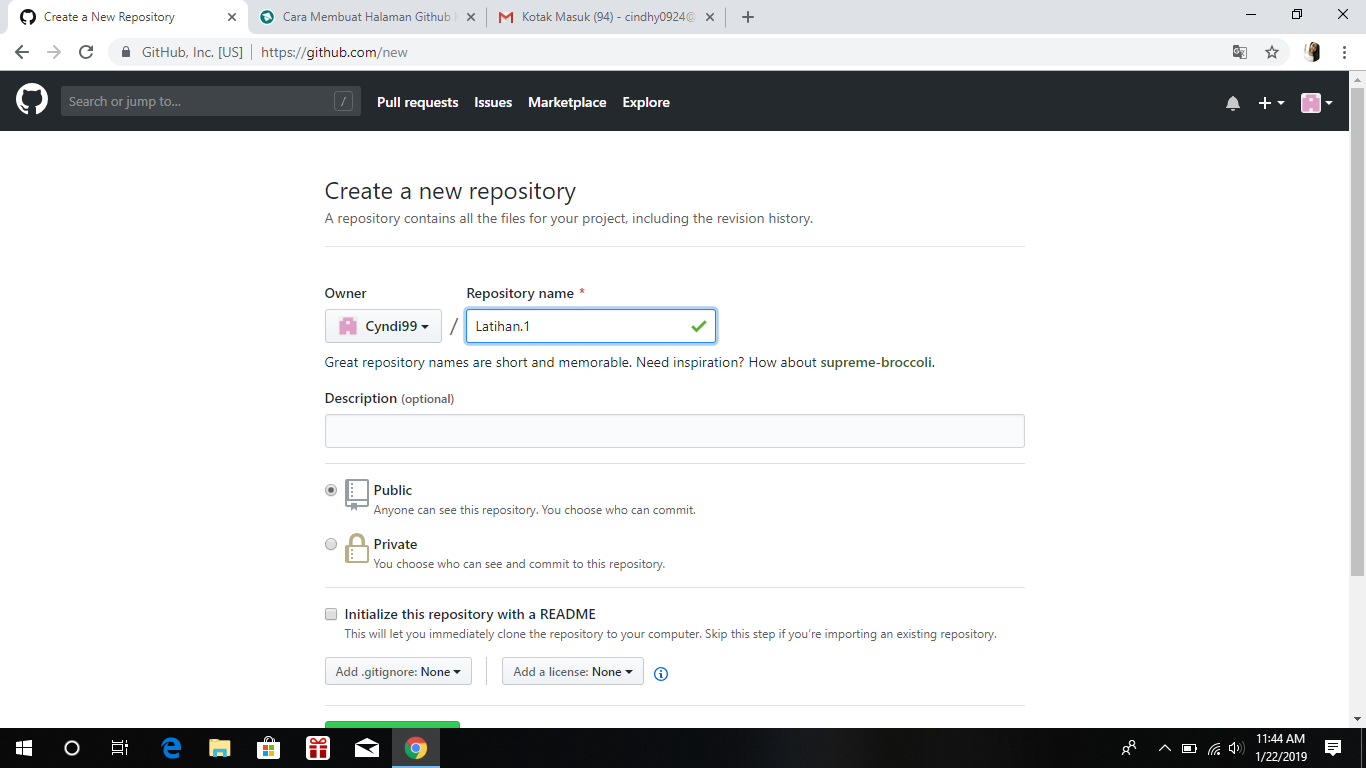 Create a New Repository
Cara Membuat Halaman Github
Kotak Masuk (94) - cindhy0924@
GitHub, Inc. [US]
https://github.com/new
Search or jump to...
/
Pull requests
Issues
Marketplace
Explore
Create a new repository
A repository contains all the files for your project, including the revision history.
Owner
Repository name *
Cyndi99
/
Latihan.1
Great repository names are short and memorable. Need inspiration? How about supreme-broccoli.
Description (optional)
Public
Anyone can see this repository. You choose who can commit.
Private
You choose who can see and commit to this repository.
Initialize this repository with a README
This will let you immediately clone the repository to your computer. Skip this step if you're importing an existing repository.
Add .gitignore: None
Add a license: None
11:44 AM
1/22/2019